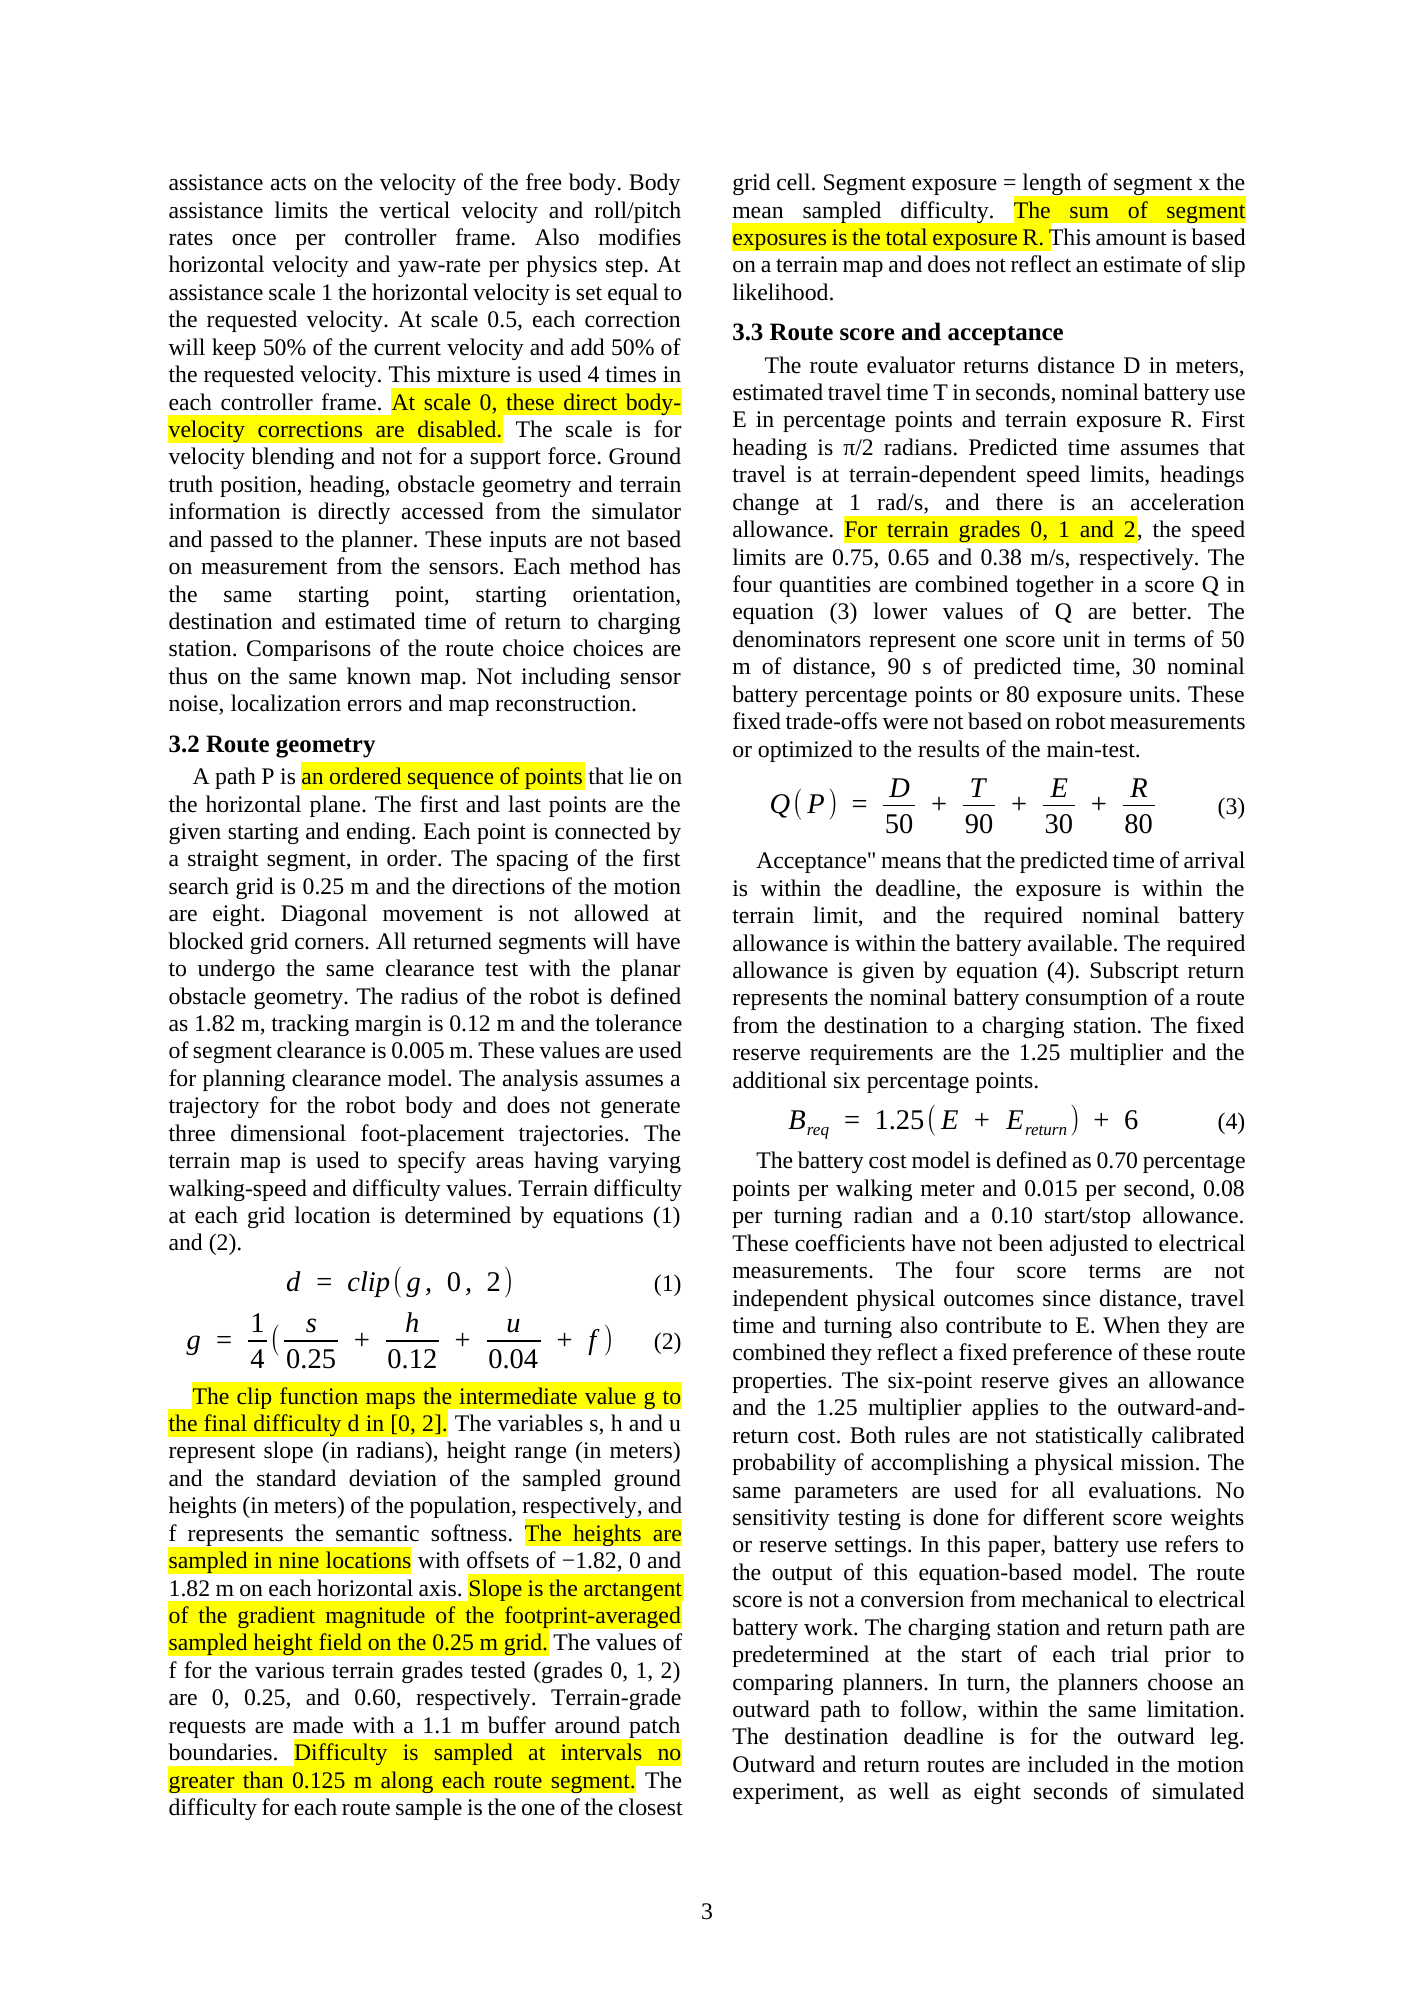 assistance acts on the velocity of the free body. Body
assistance limits the vertical velocity and roll/pitch
rates once per controller frame. Also modifies
horizontal velocity and yaw-rate per physics step. At
assistance scale 1 the horizontal velocity is set equal to
the requested velocity. At scale 0.5, each correction
will keep 50% of the current velocity and add 50% of
the requested velocity. This mixture is used 4 times in
each controller frame. At scale 0, these direct body-
velocity corrections are disabled. The scale is for
velocity blending and not for a support force. Ground
truth position, heading, obstacle geometry and terrain
information is directly accessed from the simulator
and passed to the planner. These inputs are not based
on measurement from the sensors. Each method has
the same starting point, starting orientation,
destination and estimated time of return to charging
station. Comparisons of the route choice choices are
thus on the same known map. Not including sensor
noise, localization errors and map reconstruction.
3.2 Route geometry
A path P is an ordered sequence of points that lie on
the horizontal plane. The first and last points are the
given starting and ending. Each point is connected by
a straight segment, in order. The spacing of the first
search grid is 0.25 m and the directions of the motion
are eight. Diagonal movement is not allowed at
blocked grid corners. All returned segments will have
to undergo the same clearance test with the planar
obstacle geometry. The radius of the robot is defined
as 1.82 m, tracking margin is 0.12 m and the tolerance
of segment clearance is 0.005 m. These values are used
for planning clearance model. The analysis assumes a
trajectory for the robot body and does not generate
three dimensional foot-placement trajectories. The
terrain map is used to specify areas having varying
walking-speed and difficulty values. Terrain difficulty
at each grid location is determined by equations (1)
and (2).
d = clip(g, 0, 2) (1)
g = 1/4 (s/0.25 + h/0.12 + u/0.04 + f) (2)
The clip function maps the intermediate value g to
the final difficulty d in [0, 2]. The variables s, h and u
represent slope (in radians), height range (in meters)
and the standard deviation of the sampled ground
heights (in meters) of the population, respectively, and
f represents the semantic softness. The heights are
sampled in nine locations with offsets of −1.82, 0 and
1.82 m on each horizontal axis. Slope is the arctangent
of the gradient magnitude of the footprint-averaged
sampled height field on the 0.25 m grid. The values of
f for the various terrain grades tested (grades 0, 1, 2)
are 0, 0.25, and 0.60, respectively. Terrain-grade
requests are made with a 1.1 m buffer around patch
boundaries. Difficulty is sampled at intervals no
greater than 0.125 m along each route segment. The
difficulty for each route sample is the one of the closest
grid cell. Segment exposure = length of segment x the
mean sampled difficulty. The sum of segment
exposures is the total exposure R. This amount is based
on a terrain map and does not reflect an estimate of slip
likelihood.
3.3 Route score and acceptance
The route evaluator returns distance D in meters,
estimated travel time T in seconds, nominal battery use
E in percentage points and terrain exposure R. First
heading is π/2 radians. Predicted time assumes that
travel is at terrain-dependent speed limits, headings
change at 1 rad/s, and there is an acceleration
allowance. For terrain grades 0, 1 and 2, the speed
limits are 0.75, 0.65 and 0.38 m/s, respectively. The
four quantities are combined together in a score Q in
equation (3) lower values of Q are better. The
denominators represent one score unit in terms of 50
m of distance, 90 s of predicted time, 30 nominal
battery percentage points or 80 exposure units. These
fixed trade-offs were not based on robot measurements
or optimized to the results of the main-test.
Q(P) = D/50 + T/90 + E/30 + R/80 (3)
Acceptance" means that the predicted time of arrival
is within the deadline, the exposure is within the
terrain limit, and the required nominal battery
allowance is within the battery available. The required
allowance is given by equation (4). Subscript return
represents the nominal battery consumption of a route
from the destination to a charging station. The fixed
reserve requirements are the 1.25 multiplier and the
additional six percentage points.
B_req = 1.25(E + E_return) + 6 (4)
The battery cost model is defined as 0.70 percentage
points per walking meter and 0.015 per second, 0.08
per turning radian and a 0.10 start/stop allowance.
These coefficients have not been adjusted to electrical
measurements. The four score terms are not
independent physical outcomes since distance, travel
time and turning also contribute to E. When they are
combined they reflect a fixed preference of these route
properties. The six-point reserve gives an allowance
and the 1.25 multiplier applies to the outward-and-
return cost. Both rules are not statistically calibrated
probability of accomplishing a physical mission. The
same parameters are used for all evaluations. No
sensitivity testing is done for different score weights
or reserve settings. In this paper, battery use refers to
the output of this equation-based model. The route
score is not a conversion from mechanical to electrical
battery work. The charging station and return path are
predetermined at the start of each trial prior to
comparing planners. In turn, the planners choose an
outward path to follow, within the same limitation.
The destination deadline is for the outward leg.
Outward and return routes are included in the motion
experiment, as well as eight seconds of simulated
3